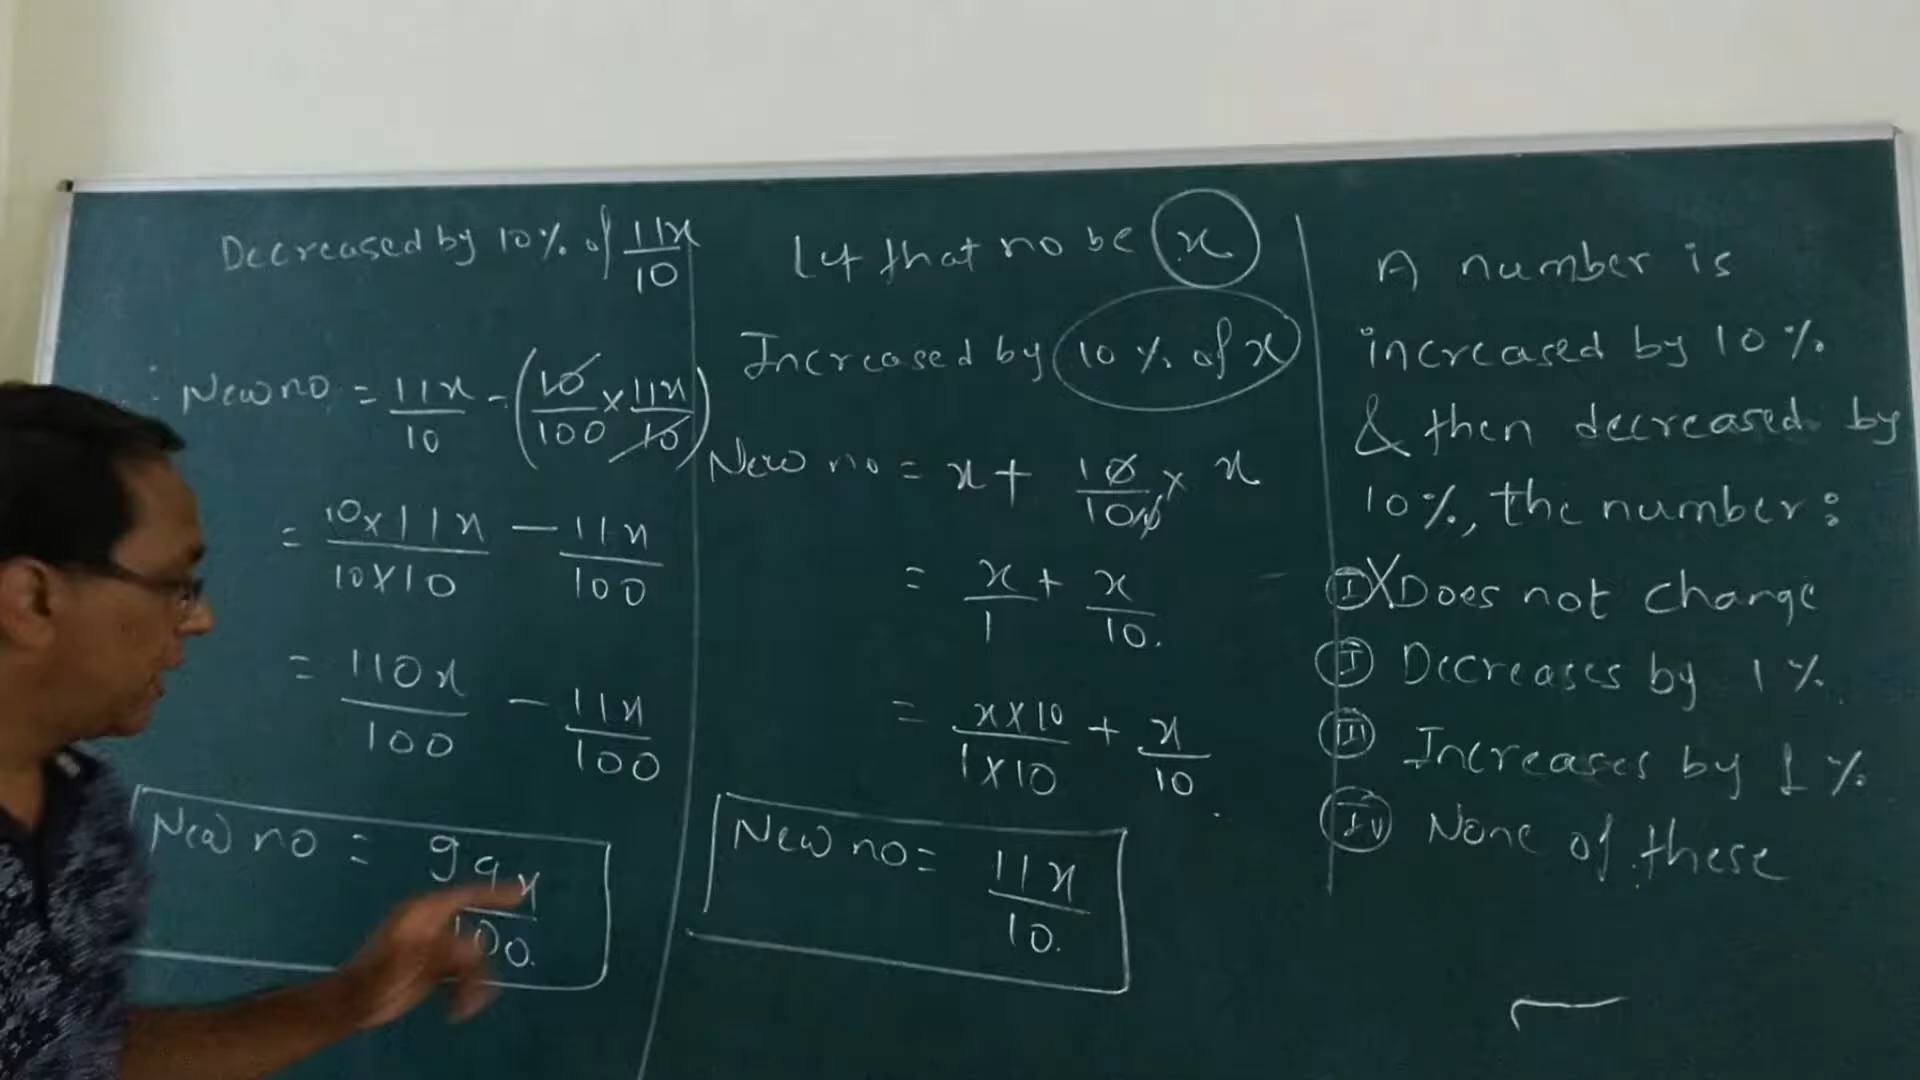 A number is
increased by 10%
& then decreased by
10%, the number:
Ⓘ X Does not change
Ⓘ Decreases by 1%
Ⓘⓘⓘ Increases by 1%
Ⓘⓥ None of these
Let that no be x
Increased by 10% of x
New no = x + 10/100 × x
= x/1 + x/10.
= x×10/1×10 + x/10
New no = 11x/10.
Decreased by 10% of 11x/10
∴ New no = 11x/10 - (10/100 × 11x/10)
= 10×11x/10×10 - 11x/100
= 110x/100 - 11x/100
New no = 99x/100.